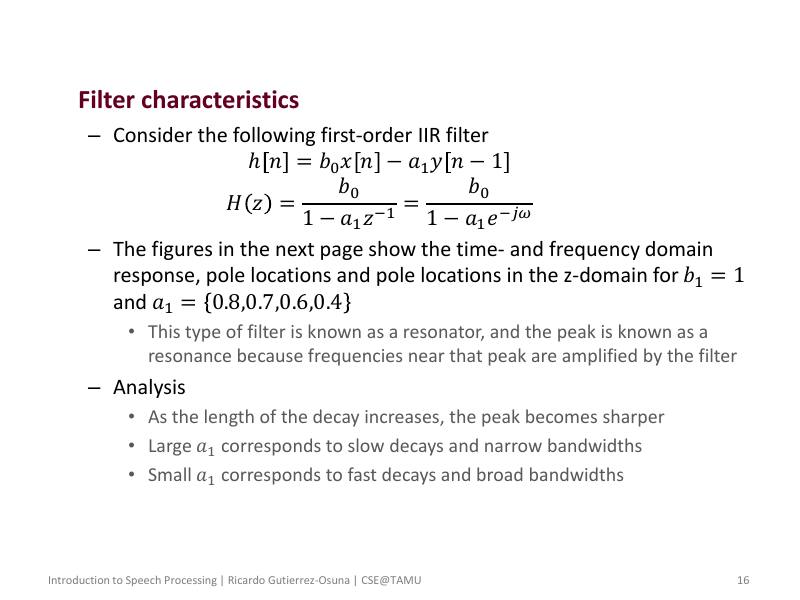 Filter characteristics
– Consider the following first-order IIR filter
ℎ[𝑛] = 𝑏₀𝑥[𝑛] − 𝑎₁𝑦[𝑛 − 1]
𝐻(𝑧) = 𝑏₀ / (1 − 𝑎₁𝑧⁻¹) = 𝑏₀ / (1 − 𝑎₁𝑒^(−𝑗𝜔))
– The figures in the next page show the time- and frequency domain
response, pole locations and pole locations in the z-domain for 𝑏₁ = 1
and 𝑎₁ = {0.8,0.7,0.6,0.4}
• This type of filter is known as a resonator, and the peak is known as a
resonance because frequencies near that peak are amplified by the filter
– Analysis
• As the length of the decay increases, the peak becomes sharper
• Large 𝑎₁ corresponds to slow decays and narrow bandwidths
• Small 𝑎₁ corresponds to fast decays and broad bandwidths
Introduction to Speech Processing | Ricardo Gutierrez-Osuna | CSE@TAMU
16